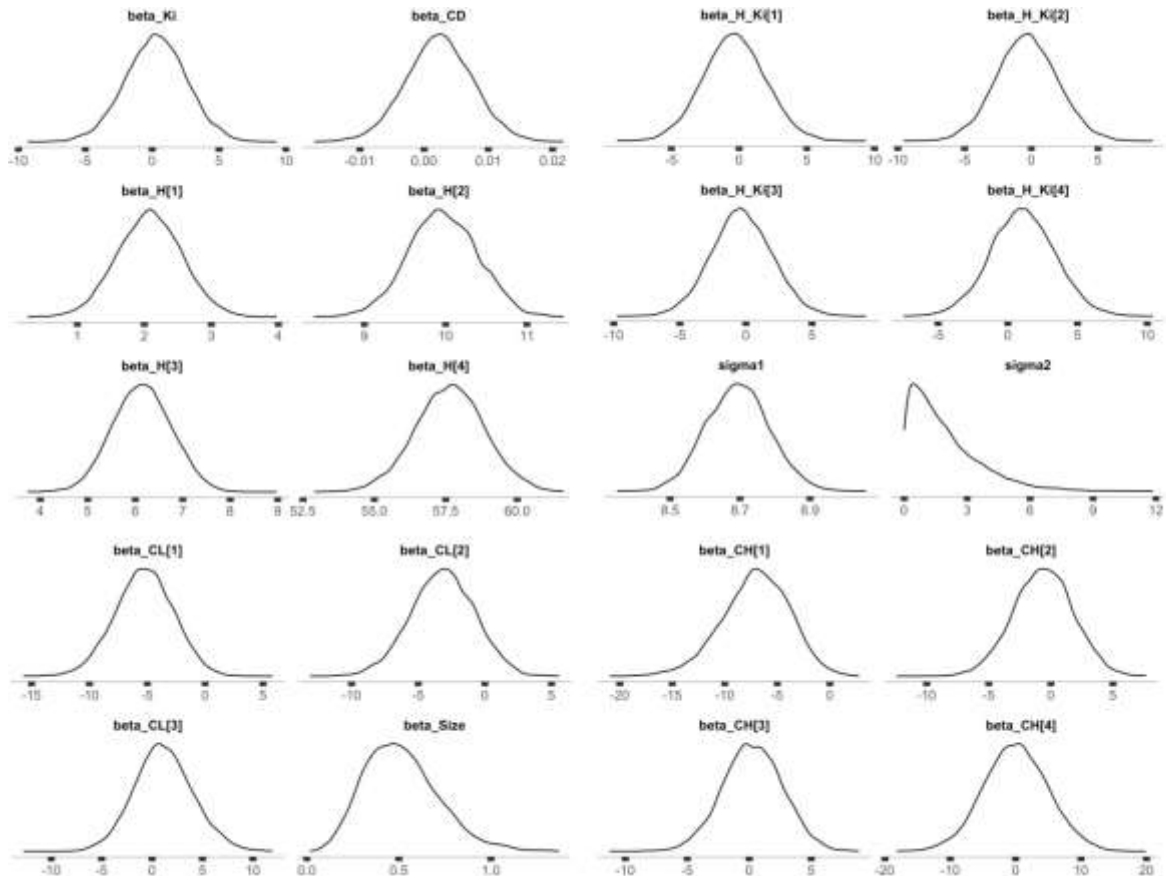 beta_Ki beta_CD beta_H_Ki[1] beta_H_Ki[2]
-10 -5 0 5 10 -0.01 0.00 0.01 0.02 -5 0 5 10 -10 -5 0 5
beta_H[1] beta_H[2] beta_H_Ki[3] beta_H_Ki[4]
1 2 3 4 9 10 11 -10 -5 0 5 -5 0 5 10
beta_H[3] beta_H[4] sigma1 sigma2
4 5 6 7 8 9 52.5 55.0 57.5 60.0 8.5 8.7 8.9 0 3 6 9 12
beta_CL[1] beta_CL[2] beta_CH[1] beta_CH[2]
-15 -10 -5 0 5 -10 -5 0 5 -20 -15 -10 -5 0 -10 -5 0 5
beta_CL[3] beta_Size beta_CH[3] beta_CH[4]
-10 -5 0 5 10 0.0 0.5 1.0 -10 -5 0 5 -20 -10 0 10 20